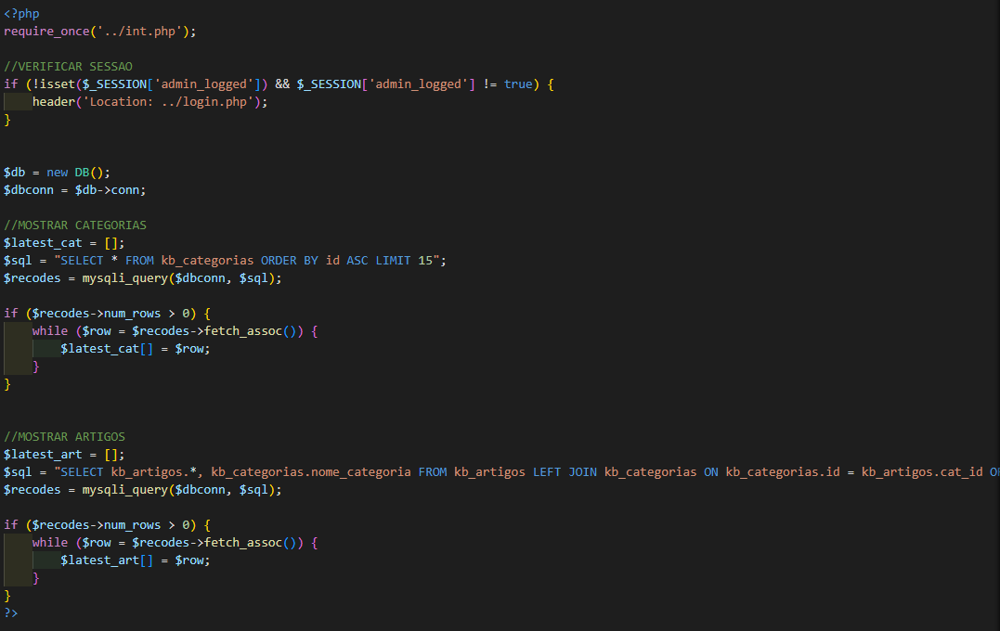 <?php
require_once('../int.php');
//VERIFICAR SESSAO
if (!isset($_SESSION['admin_logged']) && $_SESSION['admin_logged'] != true) {
header('Location: ../login.php');
}
$db = new DB();
$dbconn = $db->conn;
//MOSTRAR CATEGORIAS
$latest_cat = [];
$sql = "SELECT * FROM kb_categorias ORDER BY id ASC LIMIT 15";
$recodes = mysqli_query($dbconn, $sql);
if ($recodes->num_rows > 0) {
while ($row = $recodes->fetch_assoc()) {
$latest_cat[] = $row;
}
}
//MOSTRAR ARTIGOS
$latest_art = [];
$sql = "SELECT kb_artigos.*, kb_categorias.nome_categoria FROM kb_artigos LEFT JOIN kb_categorias ON kb_categorias.id = kb_artigos.cat_id
$recodes = mysqli_query($dbconn, $sql);
if ($recodes->num_rows > 0) {
while ($row = $recodes->fetch_assoc()) {
$latest_art[] = $row;
}
}
?>